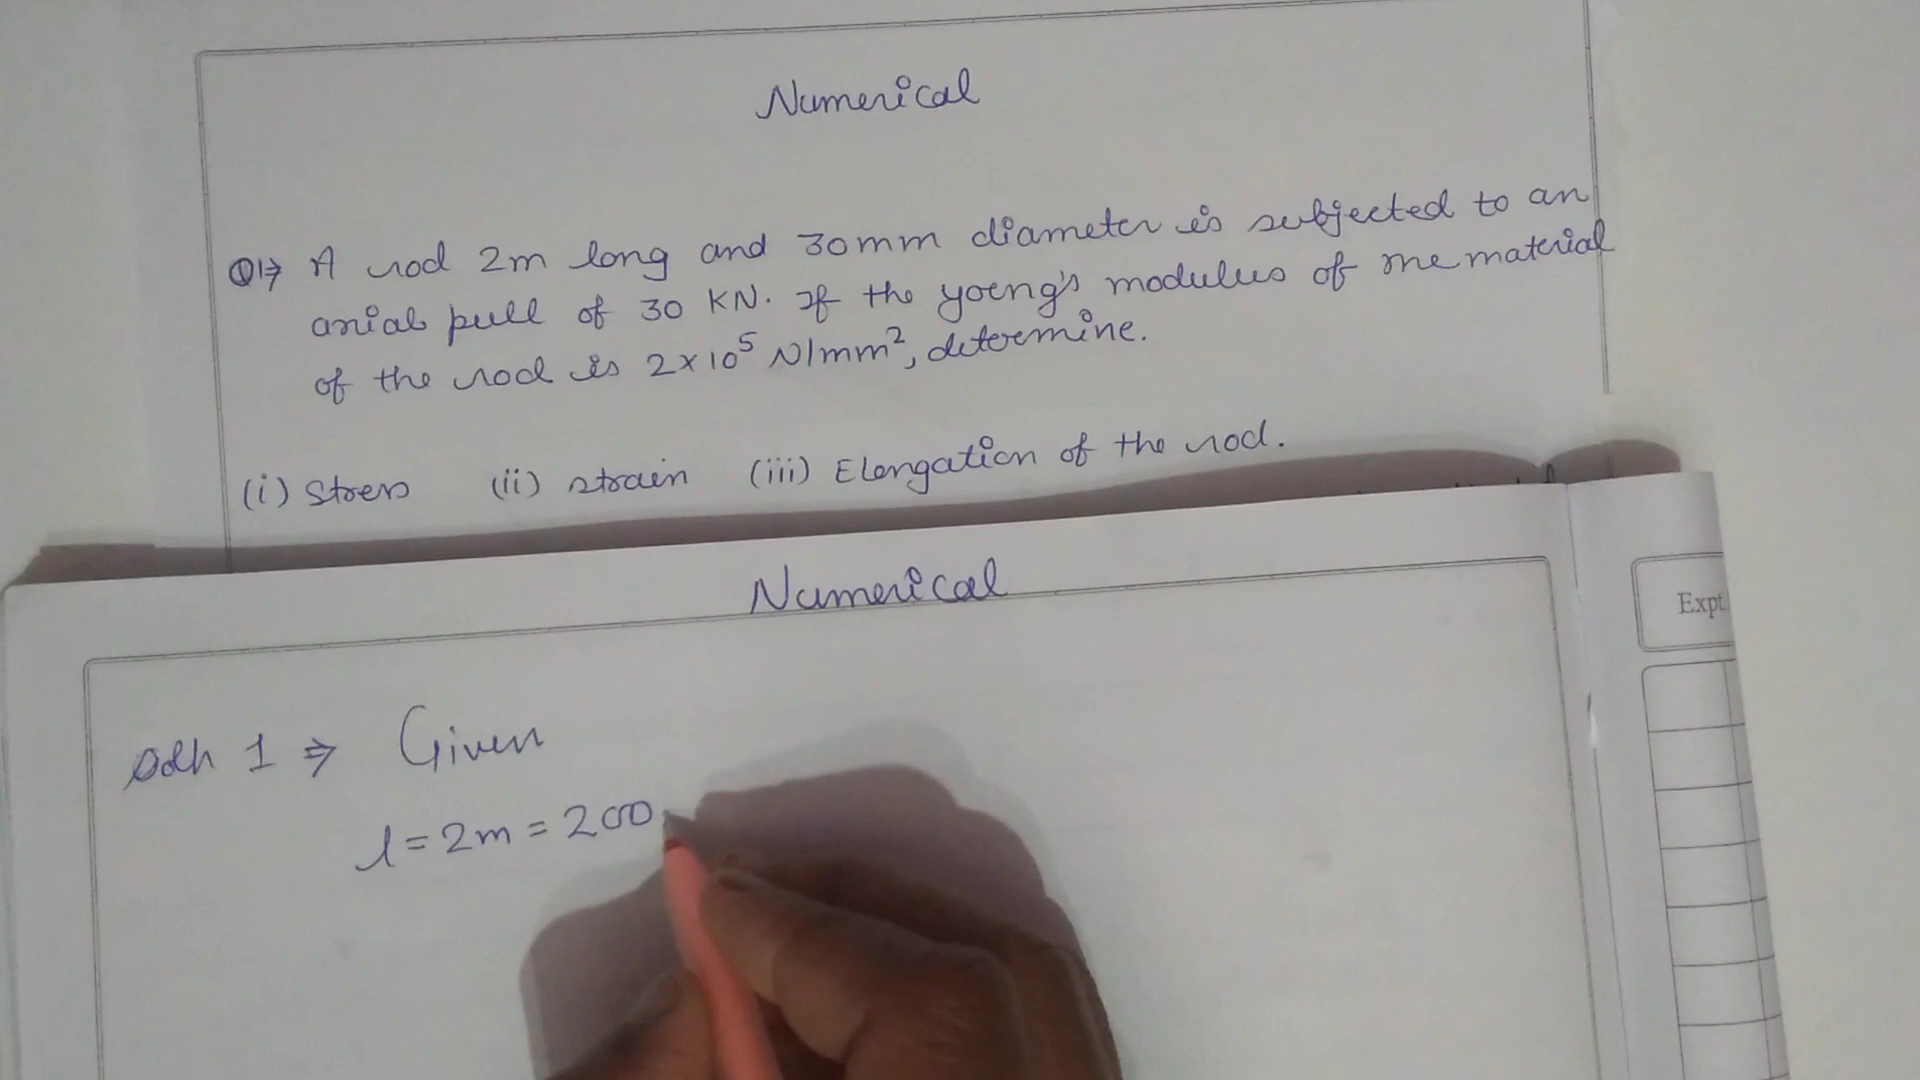 Numerical
Q1⇒ A rod 2m long and 30mm diameter is subjected to an
axial pull of 30 KN. If the young's modulus of the material
of the rod is 2×10⁵ N/mm², determine.
(i) Stress (ii) strain (iii) Elongation of the rod.
Numerical
Expt
Soln 1 ⇒ Given
l = 2m = 2000